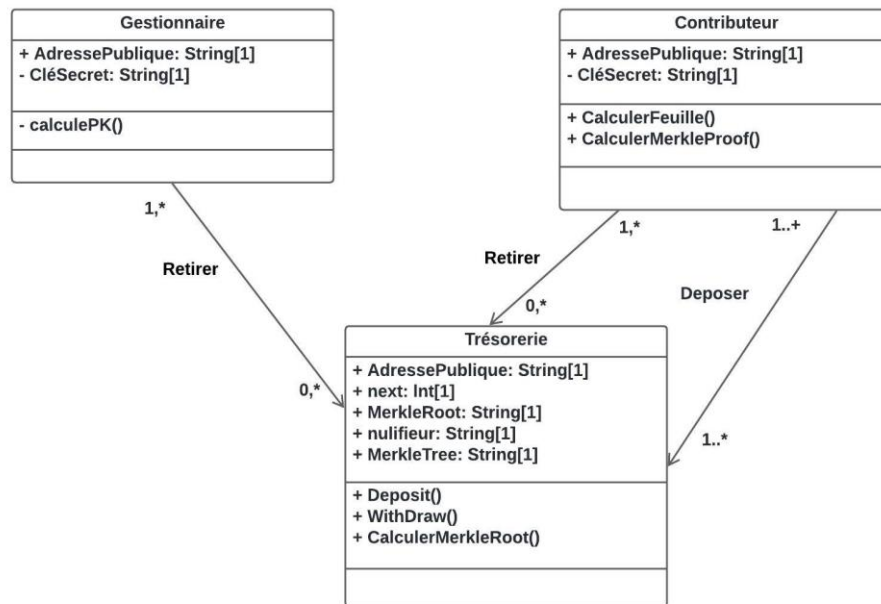 Gestionnaire
+ AdressePublique: String[1]
- CléSecret: String[1]
- calculePK()
Contributeur
+ AdressePublique: String[1]
- CléSecret: String[1]
+ CalculerFeuille()
+ CalculerMerkleProof()
1,*
Retirer
0,*
1,*
Retirer
0,*
1..+
Deposer
1..*
Trésorerie
+ AdressePublique: String[1]
+ next: Int[1]
+ MerkleRoot: String[1]
+ nulifieur: String[1]
+ MerkleTree: String[1]
+ Deposit()
+ WithDraw()
+ CalculerMerkleRoot()